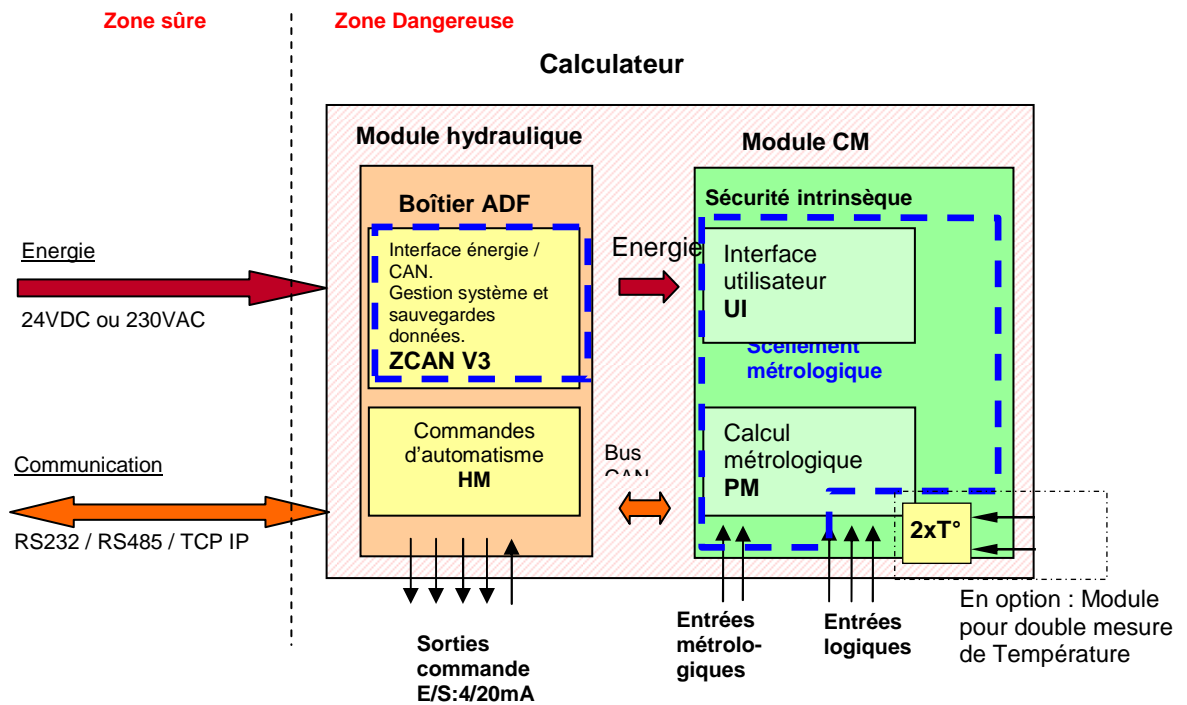 Zone sûre
Zone Dangereuse
Calculateur
Module hydraulique
Module CM
Boîtier ADF
Sécurité intrinsèque
Energie
24VDC ou 230VAC
Interface énergie /
CAN.
Gestion système et
sauvegardes
données.
ZCAN V3
Energie
Interface
utilisateur
UI
Scellement
métrologique
Communication
RS232 / RS485 / TCP IP
Commandes
d'automatisme
HM
Bus
CAN
Calcul
métrologique
PM
2xT°
Sorties
commande
E/S:4/20mA
Entrées
métrolo-
giques
Entrées
logiques
En option : Module
pour double mesure
de Température